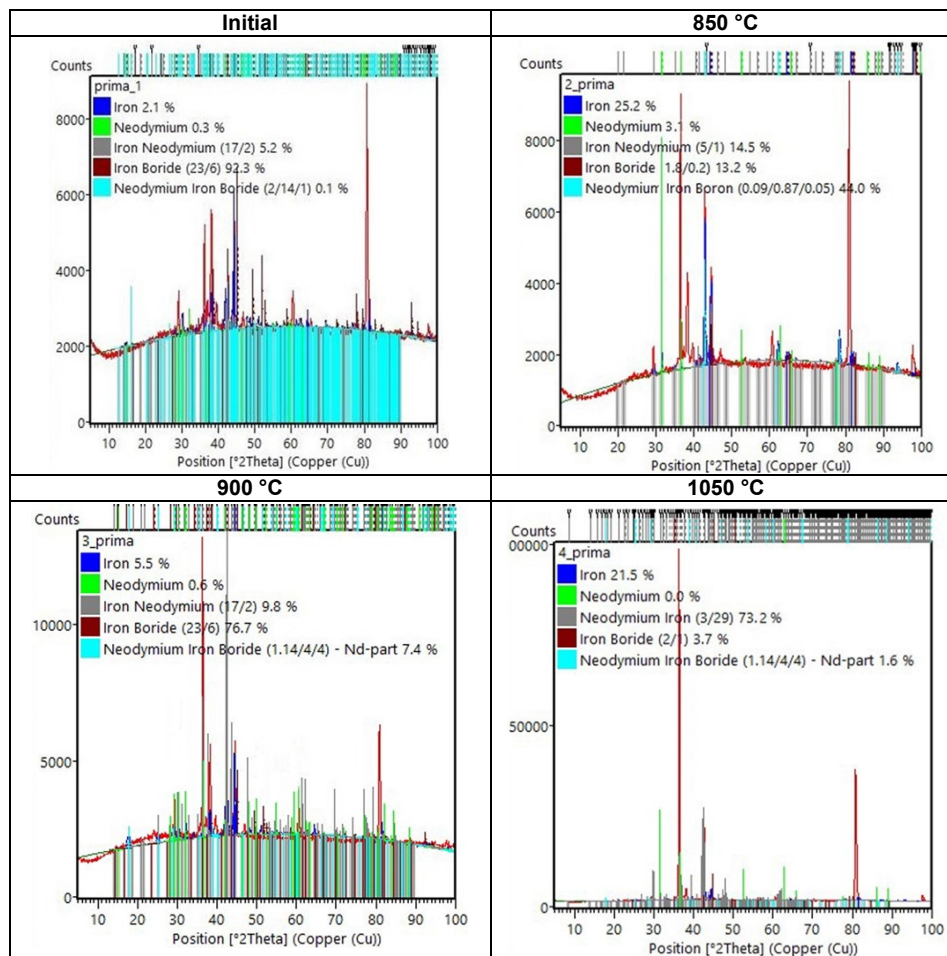 Initial
850 °C
Counts
prima_1
Iron 2.1 %
Neodymium 0.3 %
Iron Neodymium (17/2) 5.2 %
Iron Boride (23/6) 92.3 %
Neodymium Iron Boride (2/14/1) 0.1 %
8000
6000
4000
2000
0
10 20 30 40 50 60 70 80 90 100
Position [°2Theta] (Copper (Cu))
Counts
2_prima
Iron 25.2 %
Neodymium 3.1 %
Iron Neodymium (5/1) 14.5 %
Iron Boride (1.8/0.2) 13.2 %
Neodymium Iron Boron (0.09/0.87/0.05) 44.0 %
8000
6000
4000
2000
0
10 20 30 40 50 60 70 80 90 100
Position [°2Theta] (Copper (Cu))
900 °C
1050 °C
Counts
3_prima
Iron 5.5 %
Neodymium 0.6 %
Iron Neodymium (17/2) 9.8 %
Iron Boride (23/6) 76.7 %
Neodymium Iron Boride (1.14/4/4) - Nd-part 7.4 %
10000
5000
0
10 20 30 40 50 60 70 80 90 100
Position [°2Theta] (Copper (Cu))
Counts
4_prima
Iron 21.5 %
Neodymium 0.0 %
Neodymium Iron (3/29) 73.2 %
Iron Boride (2/1) 3.7 %
Neodymium Iron Boride (1.14/4/4) - Nd-part 1.6 %
00000
50000
0
10 20 30 40 50 60 70 80 90 100
Position [°2Theta] (Copper (Cu))